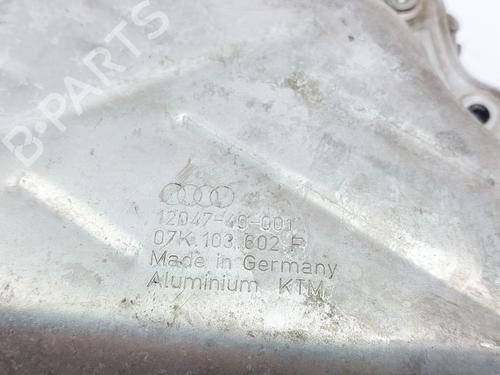 B-PARTS
12047-40-001
07K 103 602 F
Made in Germany
Aluminium KTM